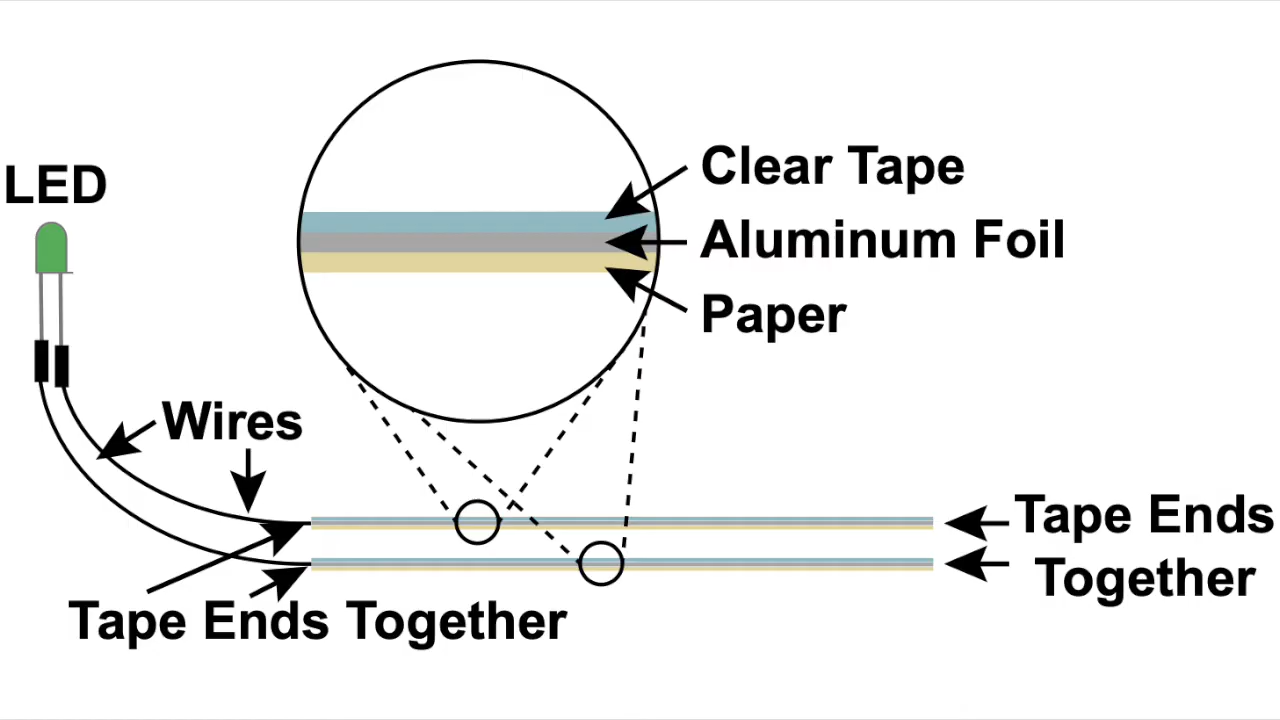 LED
Clear Tape
Aluminum Foil
Paper
Wires
Tape Ends
Together
Tape Ends Together